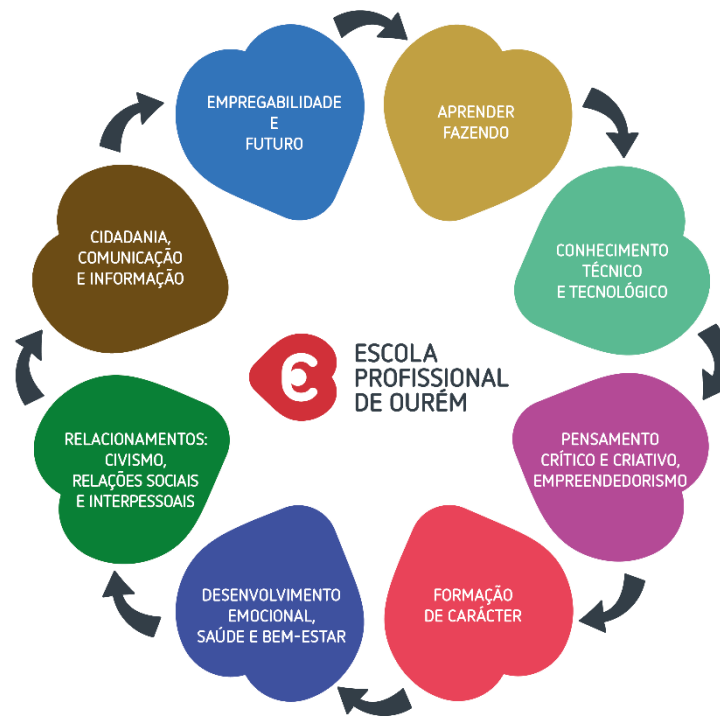 EMPREGABILIDADE
E
FUTURO
APRENDER
FAZENDO
CONHECIMENTO
TÉCNICO
E TECNOLÓGICO
PENSAMENTO
CRÍTICO E CRIATIVO,
EMPREENDEDORISMO
FORMAÇÃO
DE CARÁCTER
DESENVOLVIMENTO
EMOCIONAL,
SAÚDE E BEM-ESTAR
RELACIONAMENTOS:
CIVISMO,
RELAÇÕES SOCIAIS
E INTERPESSOAIS
CIDADANIA,
COMUNICAÇÃO
E INFORMAÇÃO
ESCOLA
PROFISSIONAL
DE OURÉM